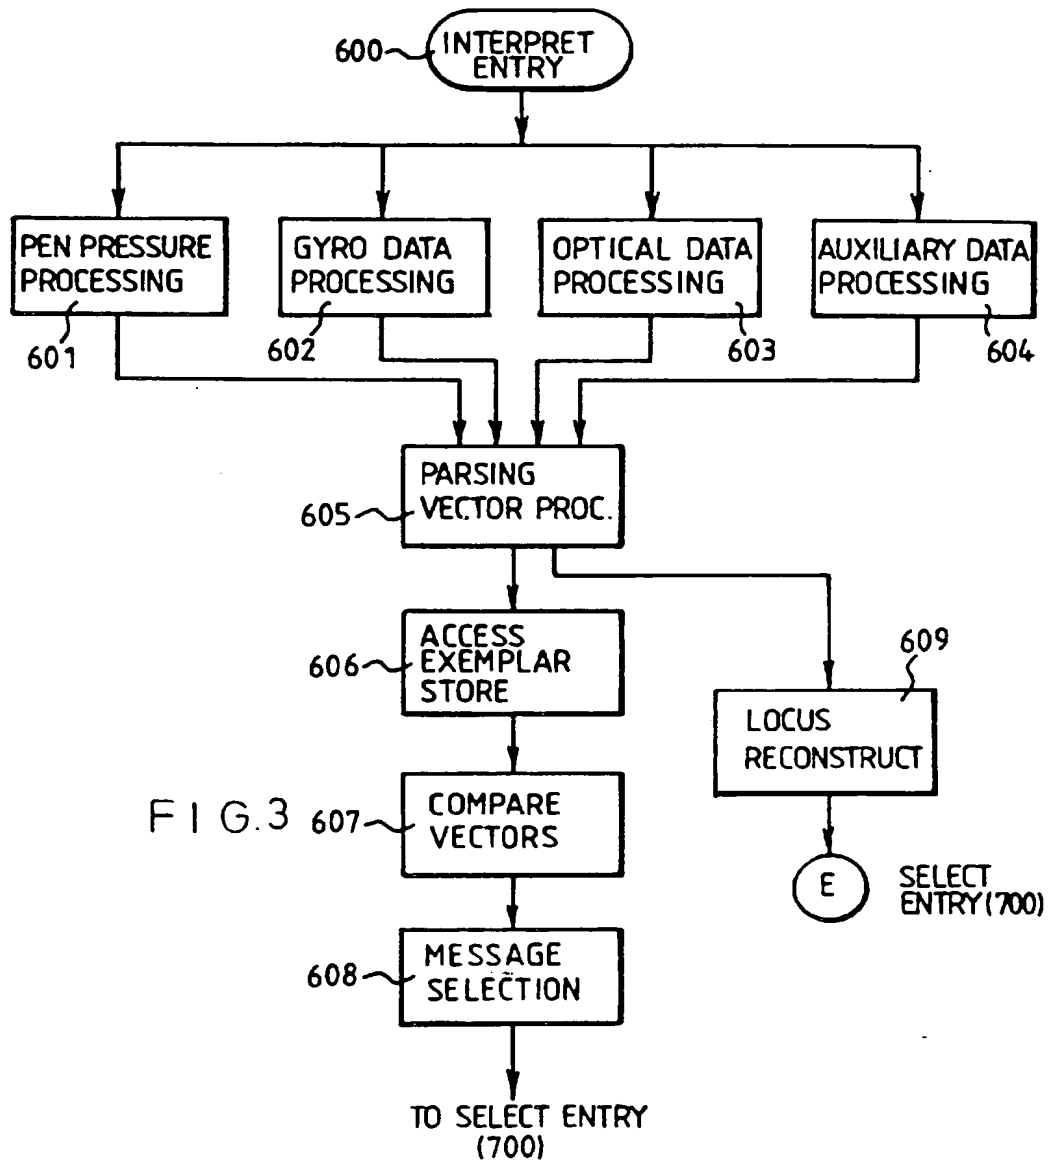 600
INTERPRET
ENTRY
PEN PRESSURE
PROCESSING
601
GYRO DATA
PROCESSING
602
OPTICAL DATA
PROCESSING
603
AUXILIARY DATA
PROCESSING
604
PARSING
VECTOR PROC.
605
ACCESS
EXEMPLAR
STORE
606
609
LOCUS
RECONSTRUCT
FIG.3
607
COMPARE
VECTORS
E
SELECT
ENTRY(700)
608
MESSAGE
SELECTION
TO SELECT ENTRY
(700)